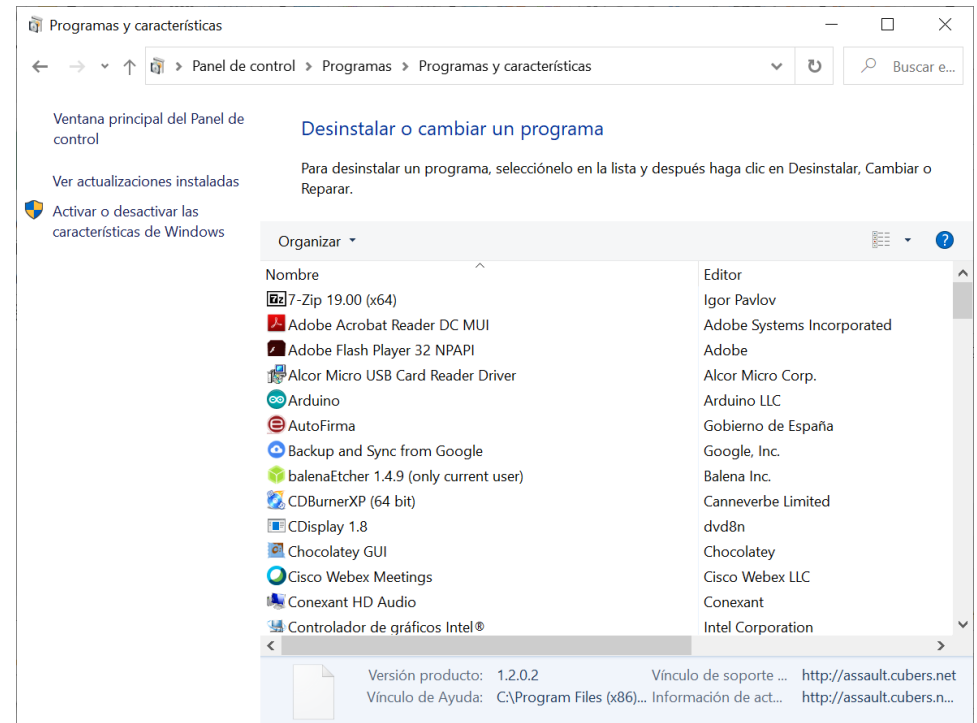 Programas y características
Panel de control > Programas > Programas y características
Buscar e...
Ventana principal del Panel de
control
Ver actualizaciones instaladas
Activar o desactivar las
características de Windows
Desinstalar o cambiar un programa
Para desinstalar un programa, selecciónelo en la lista y después haga clic en Desinstalar, Cambiar o
Reparar.
Organizar
Nombre Editor
7-Zip 19.00 (x64) Igor Pavlov
Adobe Acrobat Reader DC MUI Adobe Systems Incorporated
Adobe Flash Player 32 NPAPI Adobe
Alcor Micro USB Card Reader Driver Alcor Micro Corp.
Arduino Arduino LLC
AutoFirma Gobierno de España
Backup and Sync from Google Google, Inc.
balenaEtcher 1.4.9 (only current user) Balena Inc.
CDBurnerXP (64 bit) Canneverbe Limited
CDisplay 1.8 dvd8n
Chocolatey GUI Chocolatey
Cisco Webex Meetings Cisco Webex LLC
Conexant HD Audio Conexant
Controlador de gráficos Intel® Intel Corporation
Versión producto: 1.2.0.2 Vínculo de soporte ... http://assault.cubers.net
Vínculo de Ayuda: C:\Program Files (x86)... Información de act... http://assault.cubers.n...